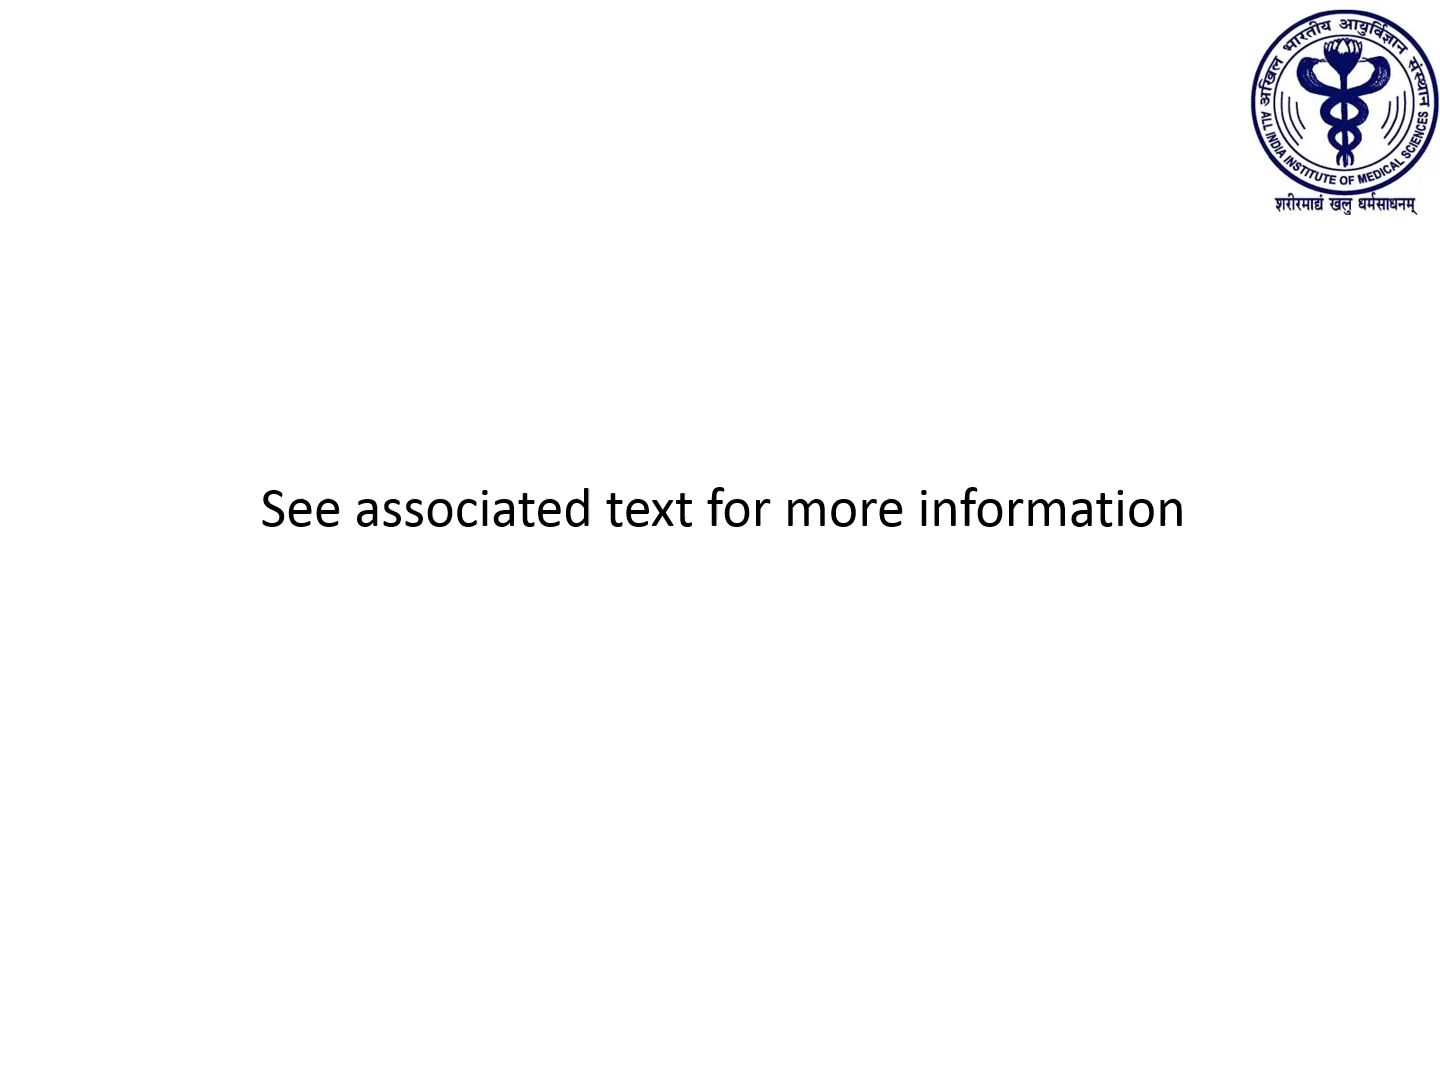 अखिल भारतीय आयुर्विज्ञान संस्थान
ALL INDIA INSTITUTE OF MEDICAL SCIENCES
शरीरमाद्यं खलु धर्मसाधनम्
See associated text for more information